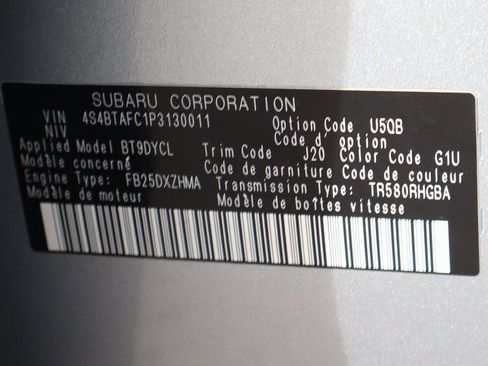 SUBARU CORPORATION
VIN 4S4BTAFC1P3130011 Option Code U5QB
NIV Code d'option
Applied Model BT9DYCL Trim Code J20 Color Code G1U
Modèle concerné Code de garniture Code de couleur
Engine Type: FB25DXZHMA Transmission Type: TR580RHGBA
Modèle de moteur Modèle de boîtes vitesse